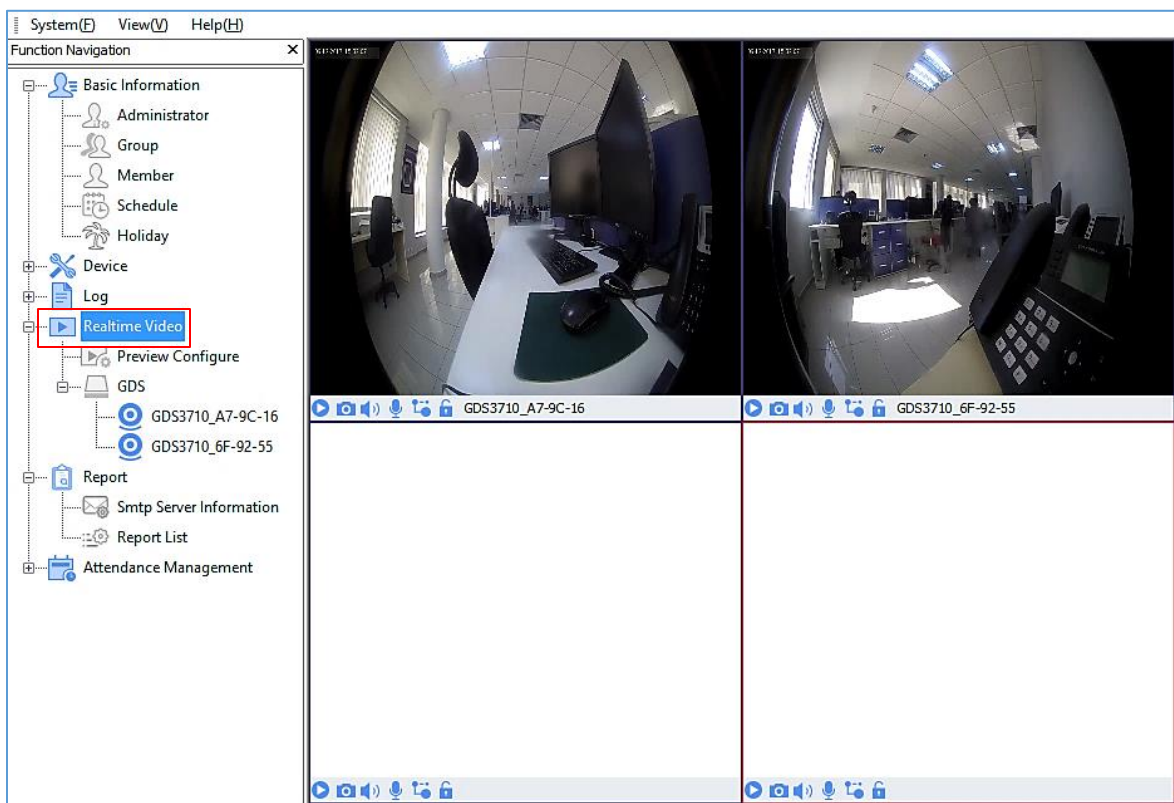 System(F) View(V) Help(H)
Function Navigation
Basic Information
Administrator
Group
Member
Schedule
Holiday
Device
Log
Realtime Video
Preview Configure
GDS
GDS3710_A7-9C-16
GDS3710_6F-92-55
Report
Smtp Server Information
Report List
Attendance Management
GDS3710_A7-9C-16
GDS3710_6F-92-55